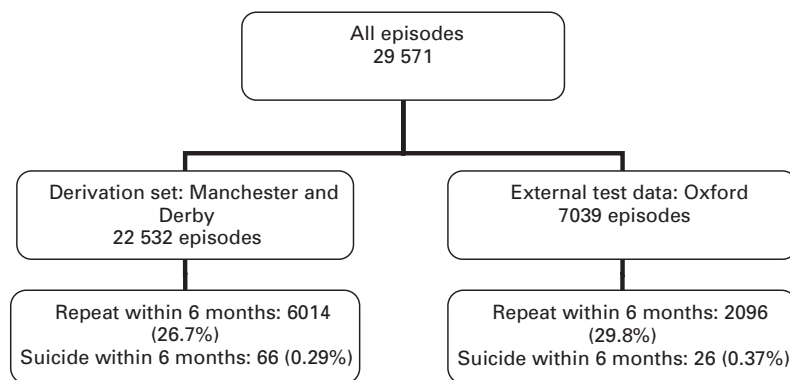 All episodes
29 571
Derivation set: Manchester and
Derby
22 532 episodes
External test data: Oxford
7039 episodes
Repeat within 6 months: 6014
(26.7%)
Suicide within 6 months: 66 (0.29%)
Repeat within 6 months: 2096
(29.8%)
Suicide within 6 months: 26 (0.37%)